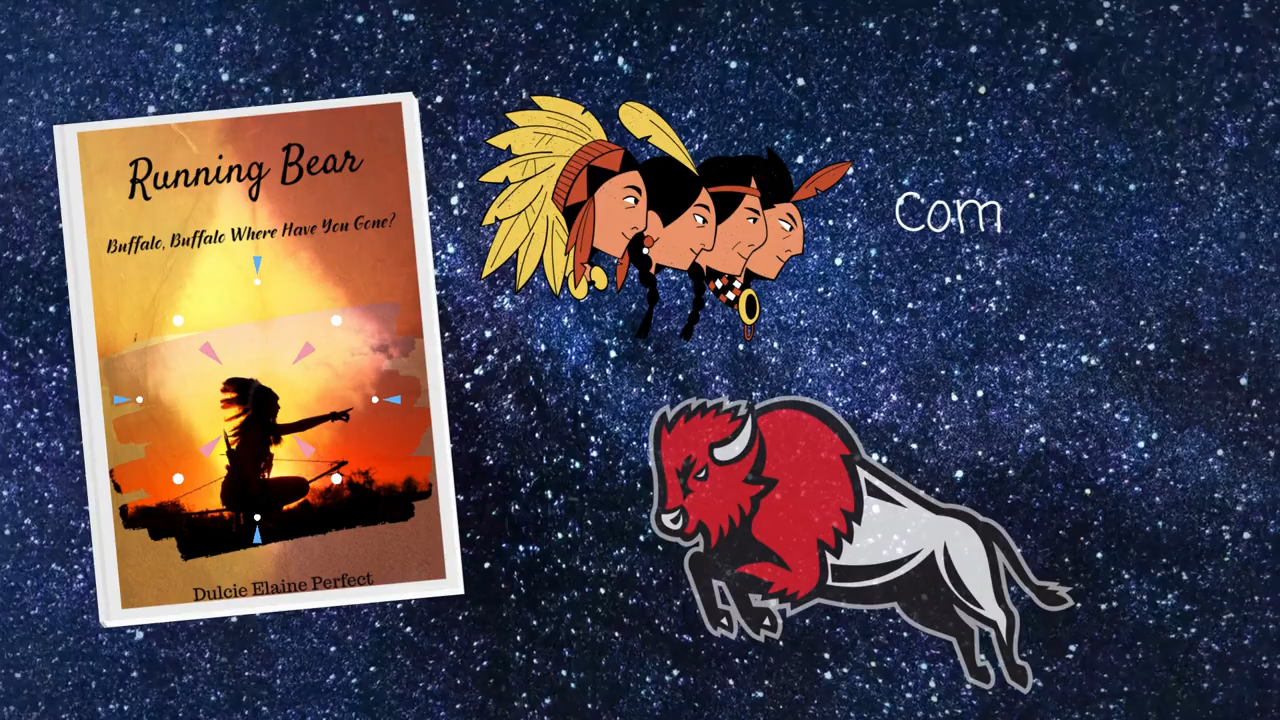 Running Bear
Buffalo, Buffalo Where Have You Gone?
Dulcie Elaine Perfect
Com